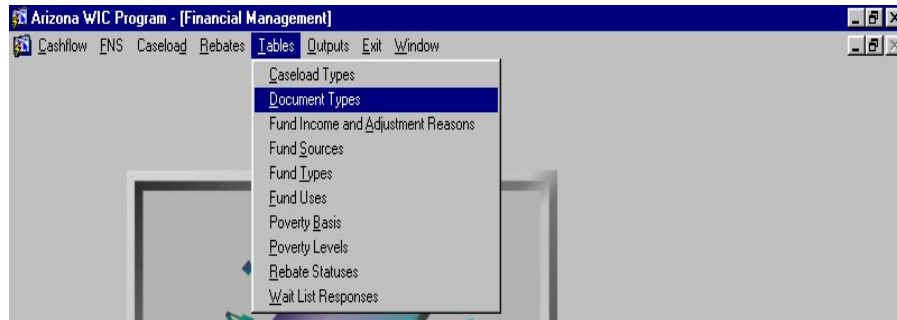 Arizona WIC Program - [Financial Management]
Cashflow FNS Caseload Rebates Tables Outputs Exit Window
Caseload Types
Document Types
Fund Income and Adjustment Reasons
Fund Sources
Fund Types
Fund Uses
Poverty Basis
Poverty Levels
Rebate Statuses
Wait List Responses